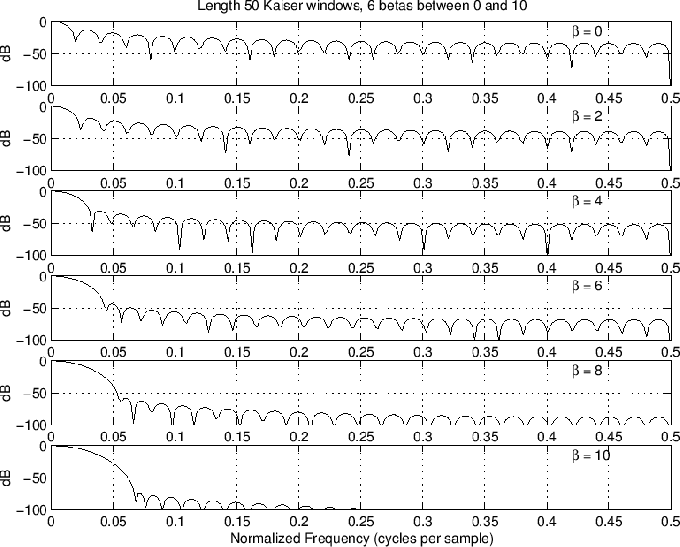 Length 50 Kaiser windows, 6 betas between 0 and 10
0
β = 0
dB
−50
−100
0 0.05 0.1 0.15 0.2 0.25 0.3 0.35 0.4 0.45 0.5
0
β = 2
dB
−50
−100
0 0.05 0.1 0.15 0.2 0.25 0.3 0.35 0.4 0.45 0.5
0
β = 4
dB
−50
−100
0 0.05 0.1 0.15 0.2 0.25 0.3 0.35 0.4 0.45 0.5
0
β = 6
dB
−50
−100
0 0.05 0.1 0.15 0.2 0.25 0.3 0.35 0.4 0.45 0.5
0
β = 8
dB
−50
−100
0 0.05 0.1 0.15 0.2 0.25 0.3 0.35 0.4 0.45 0.5
0
β = 10
dB
−50
−100
0 0.05 0.1 0.15 0.2 0.25 0.3 0.35 0.4 0.45 0.5
Normalized Frequency (cycles per sample)